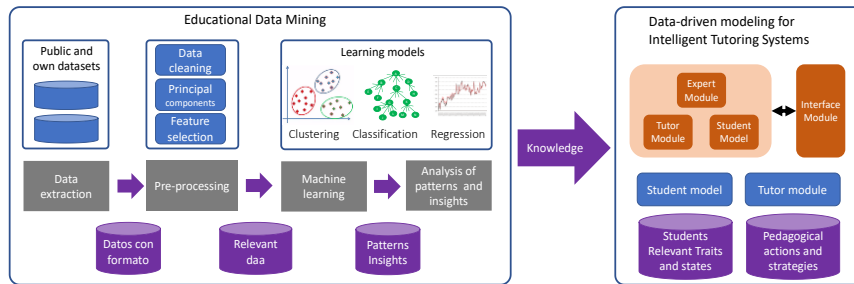 Educational Data Mining
Public and
own datasets
Data
cleaning
Principal
components
Feature
selection
Learning models
Clustering
Classification
Regression
Data
extraction
Pre-processing
Machine
learning
Analysis of
patterns and
insights
Datos con
formato
Relevant
daa
Patterns
Insights
Knowledge
Data-driven modeling for
Intelligent Tutoring Systems
Expert
Module
Tutor
Module
Student
Model
Interface
Module
Student model
Tutor module
Students
Relevant Traits
and states
Pedagogical
actions and
strategies